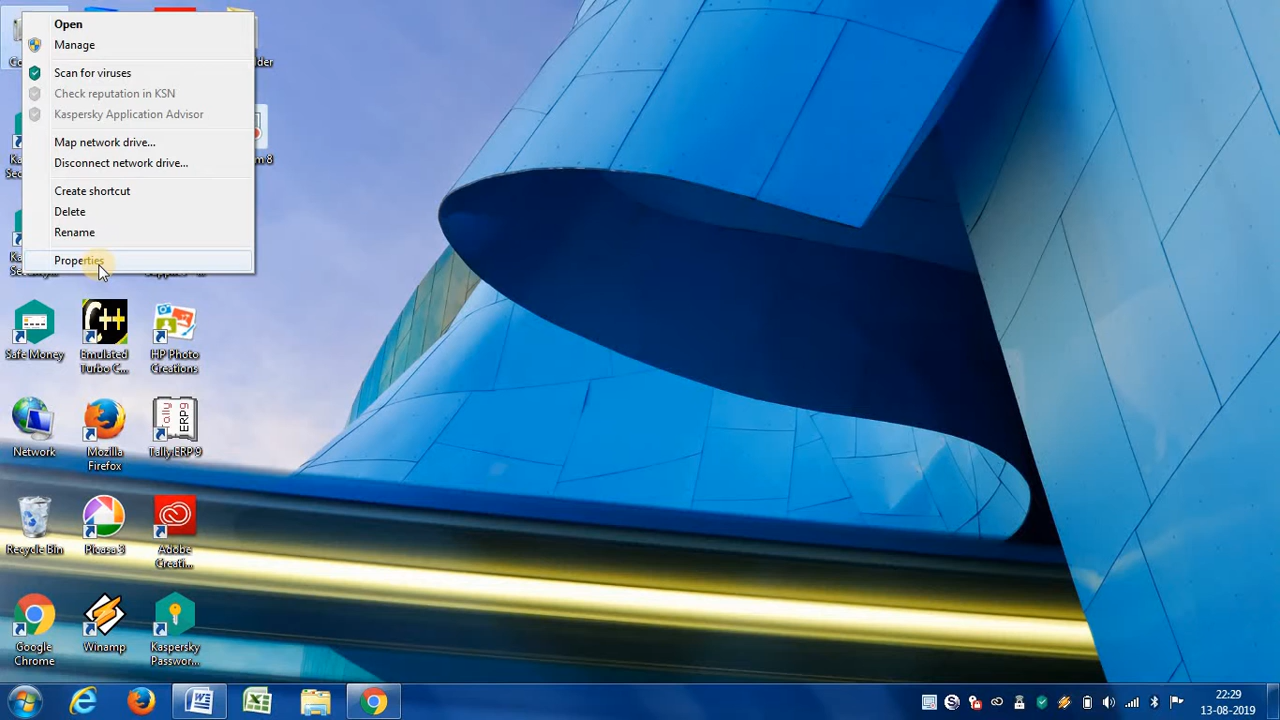 Open
Manage
Scan for viruses
Check reputation in KSN
Kaspersky Application Advisor
Map network drive...
Disconnect network drive...
Create shortcut
Delete
Rename
Properties
Safe Money
Emulated
Turbo C...
HP Photo
Creations
C++
Tally
ERP9
Network
Mozilla
Firefox
Tally.ERP 9
Recycle Bin
Picasa 3
Adobe
Creati...
Google
Chrome
Winamp
Kaspersky
Passwor...
22:29
13-08-2019